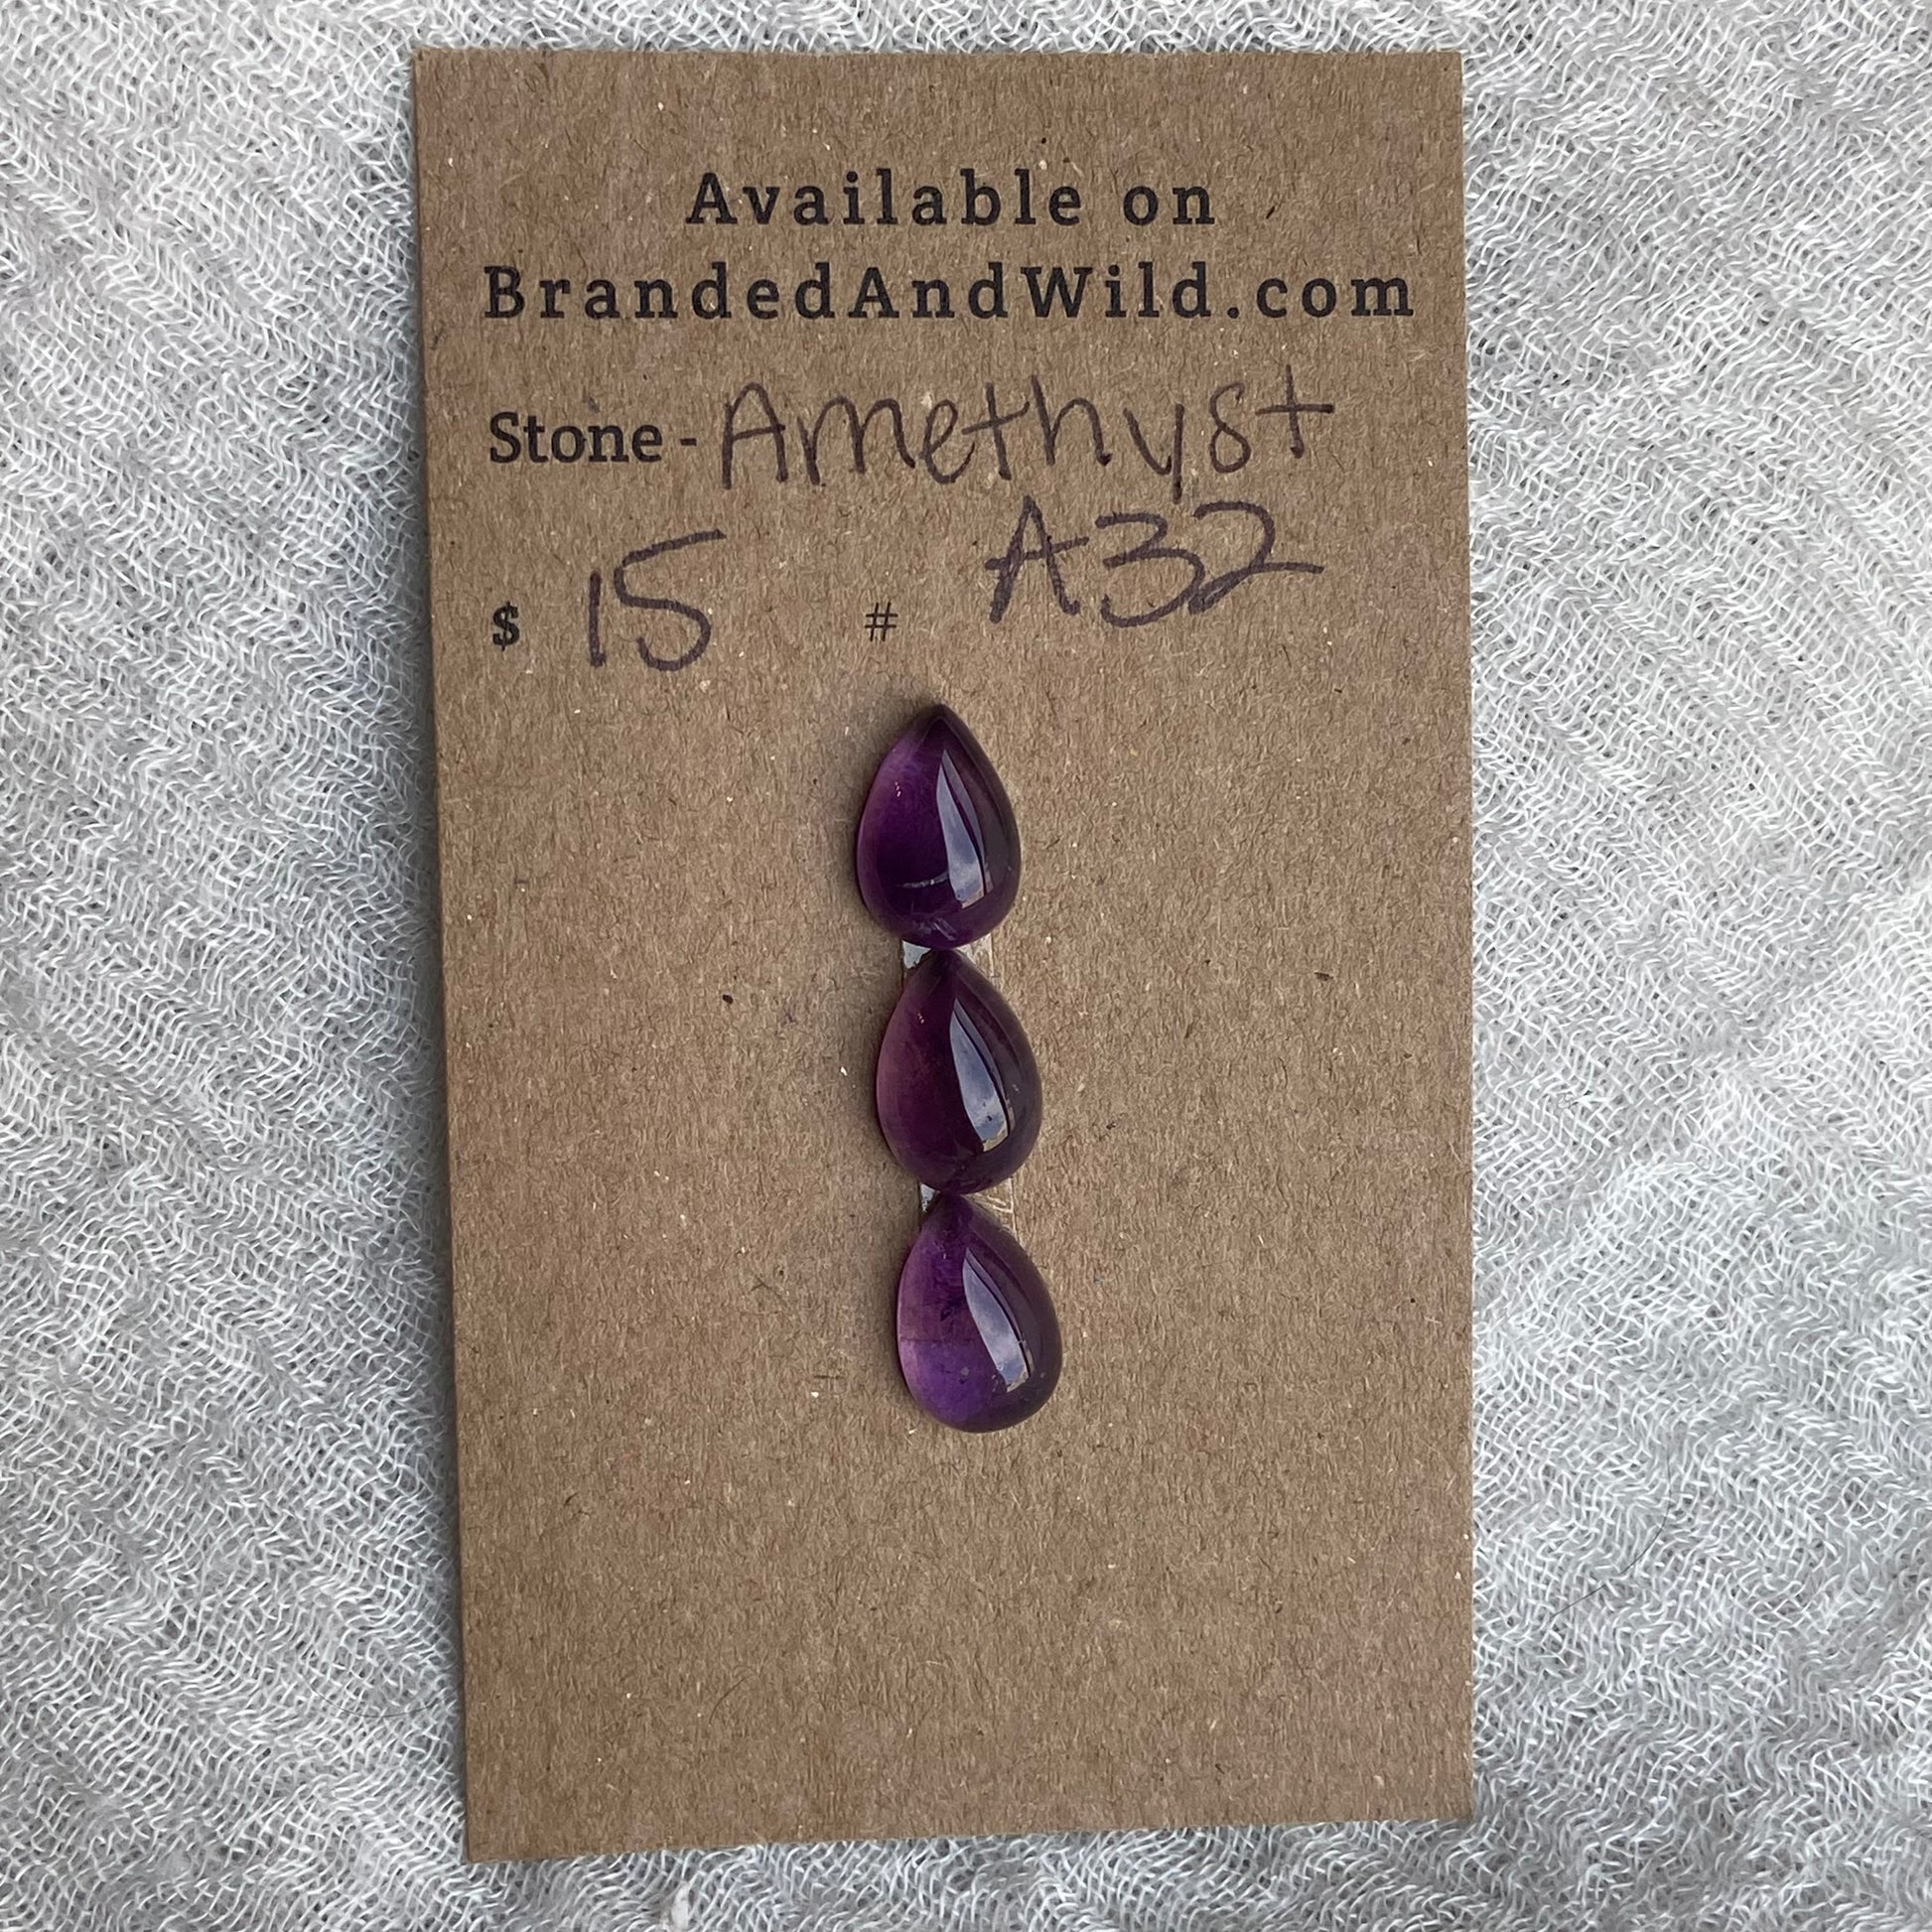 Available on
BrandedAndWild.com
Stone - Amethyst
$ 15 # A32